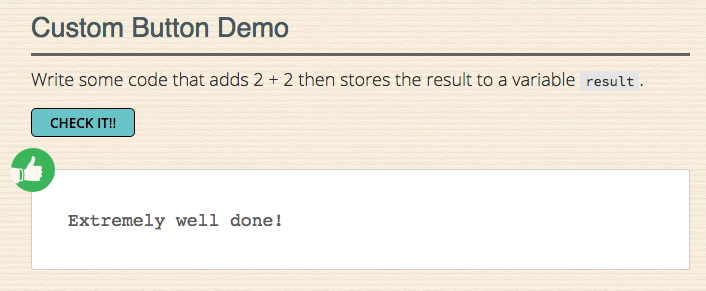 Custom Button Demo
Write some code that adds 2 + 2 then stores the result to a variable result.
CHECK IT!!
Extremely well done!